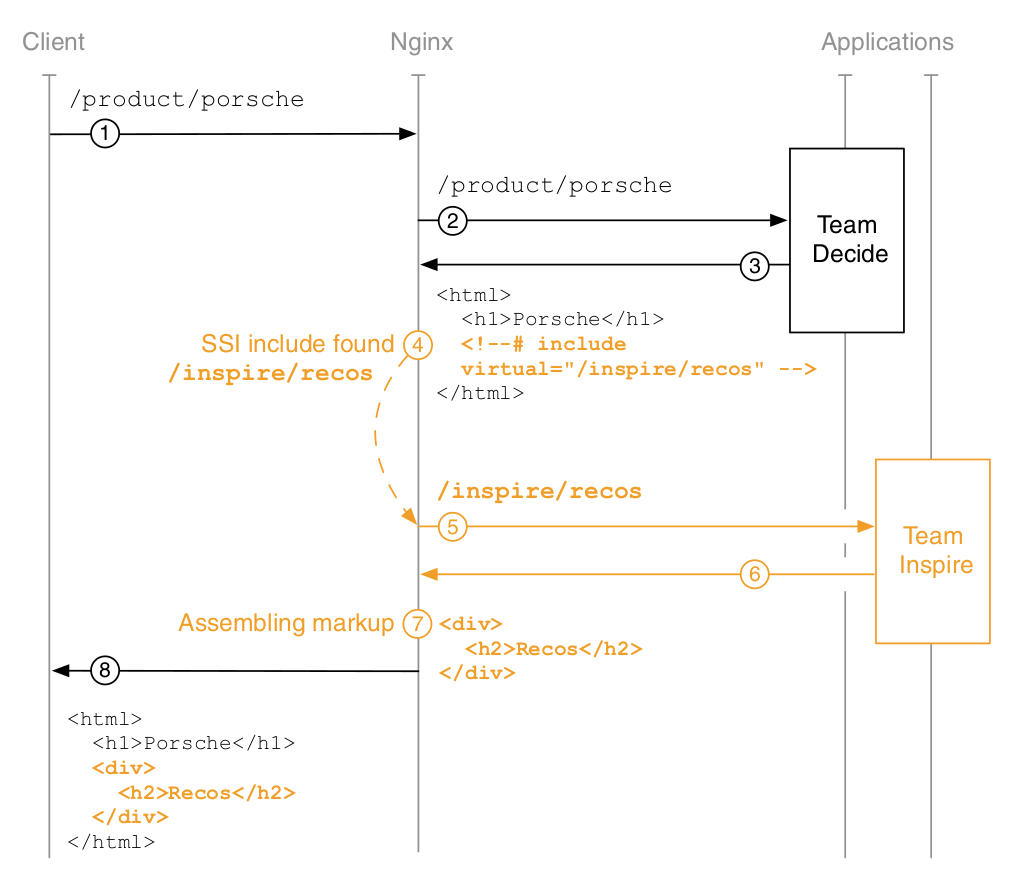 Client
Nginx
Applications
/product/porsche
1
/product/porsche
2
Team
Decide
3
<html>
<h1>Porsche</h1>
<!--# include
virtual="/inspire/recos" -->
</html>
SSI include found
4
/inspire/recos
/inspire/recos
5
Team
Inspire
6
Assembling markup
7
<div>
<h2>Recos</h2>
</div>
8
<html>
<h1>Porsche</h1>
<div>
<h2>Recos</h2>
</div>
</html>